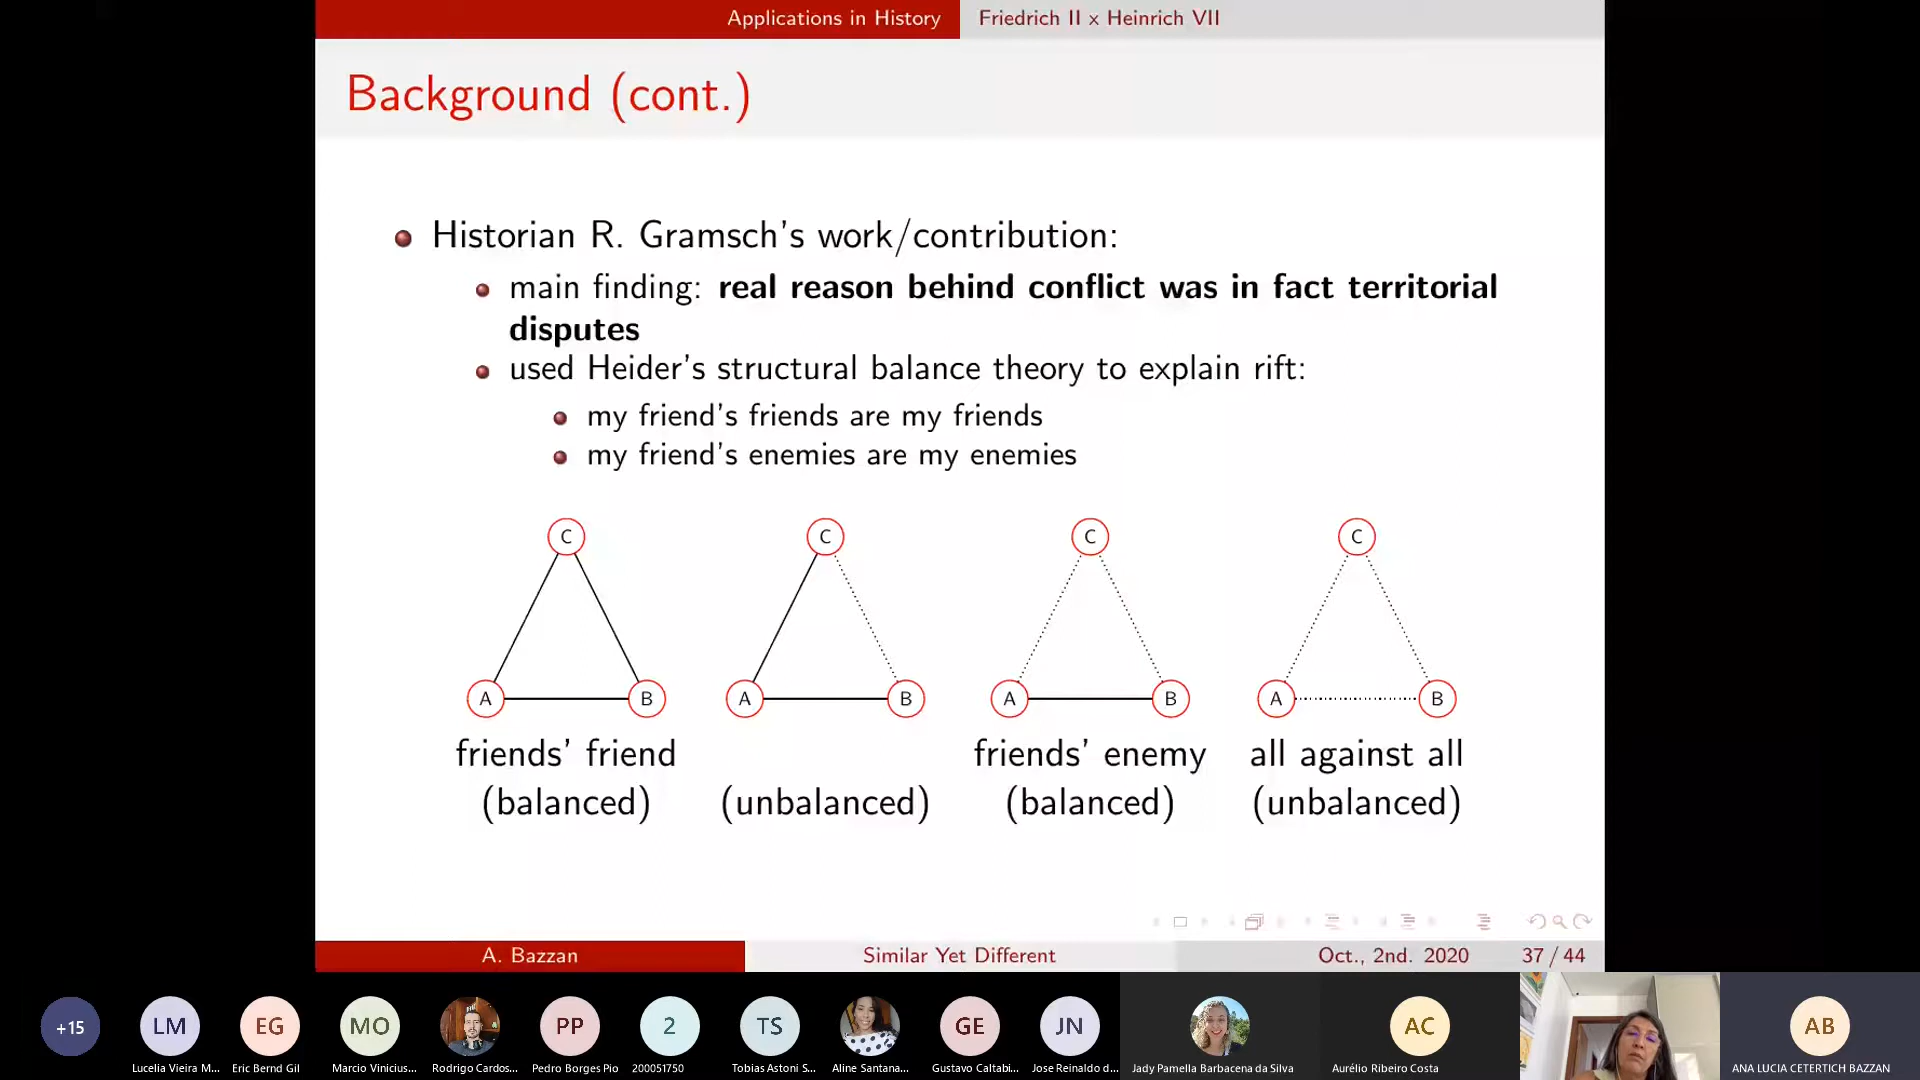 Applications in History
Friedrich II x Heinrich VII
Background (cont.)
Historian R. Gramsch's work/contribution:
main finding: real reason behind conflict was in fact territorial
disputes
used Heider's structural balance theory to explain rift:
my friend's friends are my friends
my friend's enemies are my enemies
C
C
C
C
A
B
A
B
A
B
A
B
friends' friend
friends' enemy
all against all
(balanced)
(unbalanced)
(balanced)
(unbalanced)
A. Bazzan
Similar Yet Different
Oct., 2nd. 2020
37 / 44
+15
LM
EG
MO
PP
2
TS
GE
JN
AC
AB
Lucelia Vieira M...
Eric Bernd Gil
Marcio Vinicius...
Rodrigo Cardos...
Pedro Borges Pio
200051750
Tobias Astoni S...
Aline Santana...
Gustavo Caltabi...
Jose Reinaldo d...
Jady Pamella Barbacena da Silva
Aurélio Ribeiro Costa
ANA LUCIA CETERTICH BAZZAN